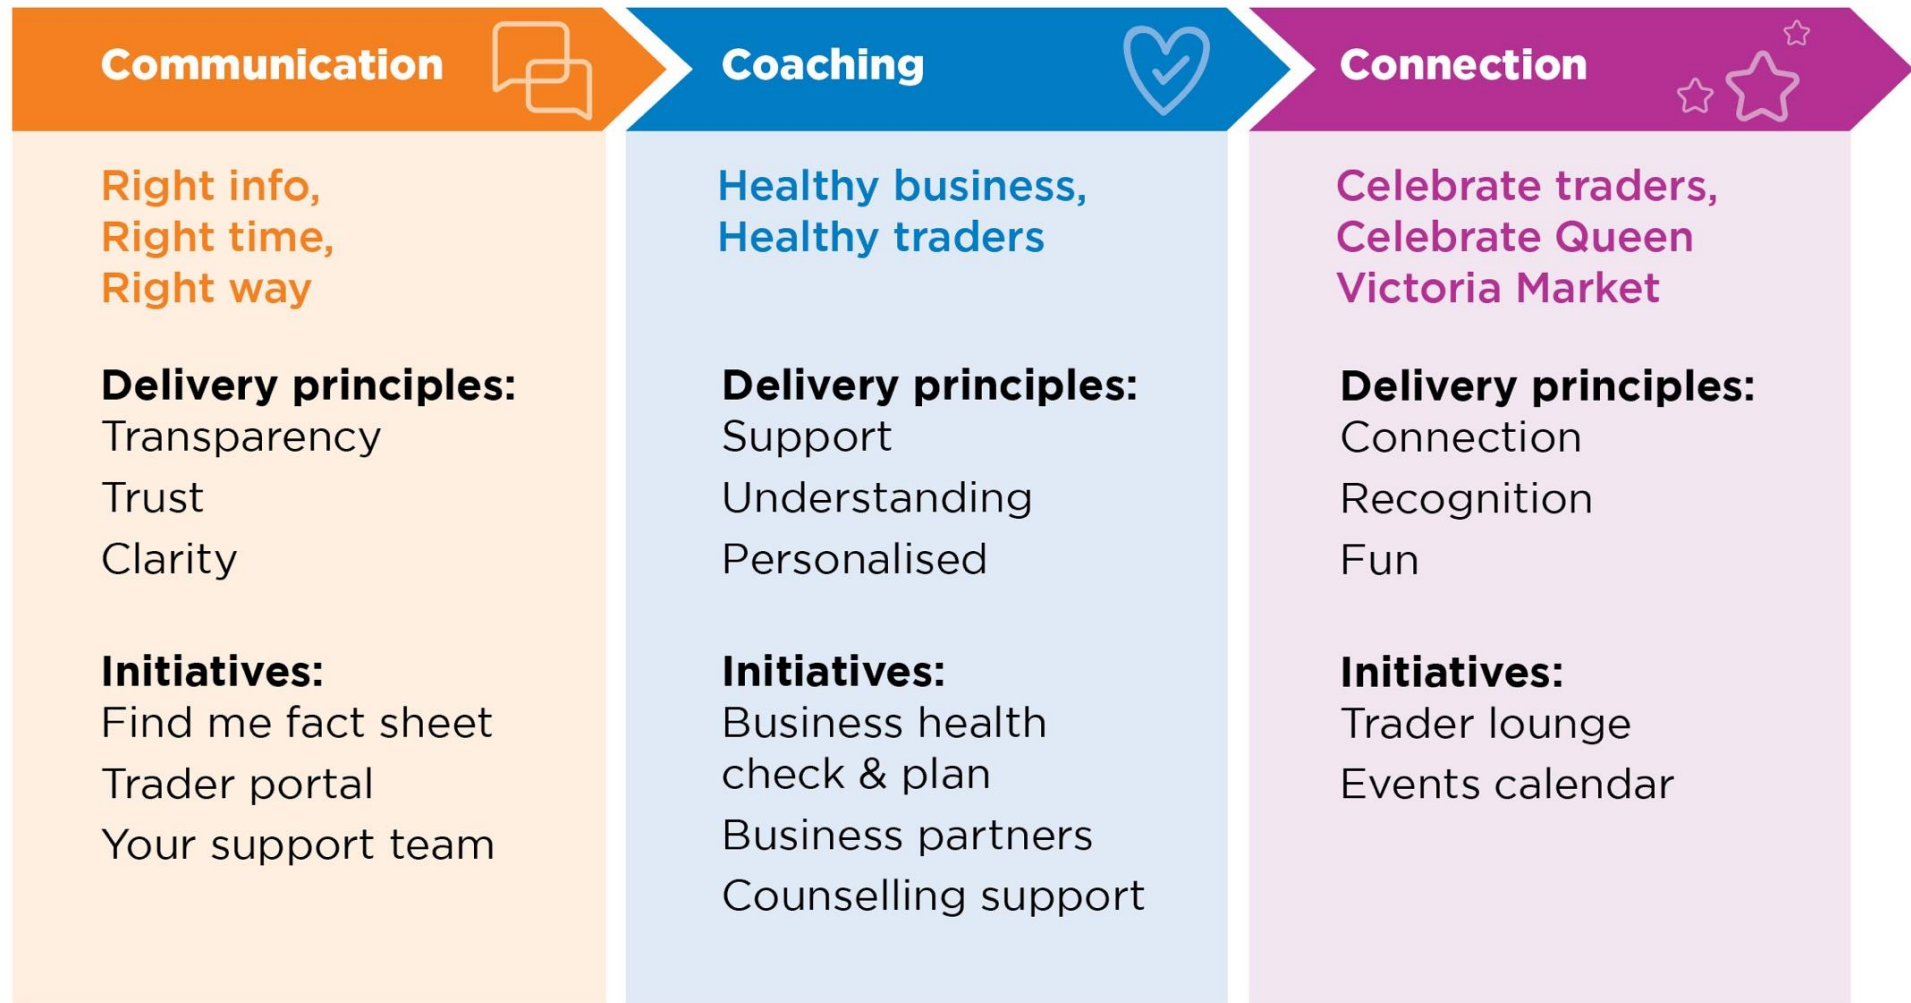 Communication
Right info,
Right time,
Right way
Delivery principles:
Transparency
Trust
Clarity
Initiatives:
Find me fact sheet
Trader portal
Your support team
Coaching
Healthy business,
Healthy traders
Delivery principles:
Support
Understanding
Personalised
Initiatives:
Business health
check & plan
Business partners
Counselling support
Connection
Celebrate traders,
Celebrate Queen
Victoria Market
Delivery principles:
Connection
Recognition
Fun
Initiatives:
Trader lounge
Events calendar